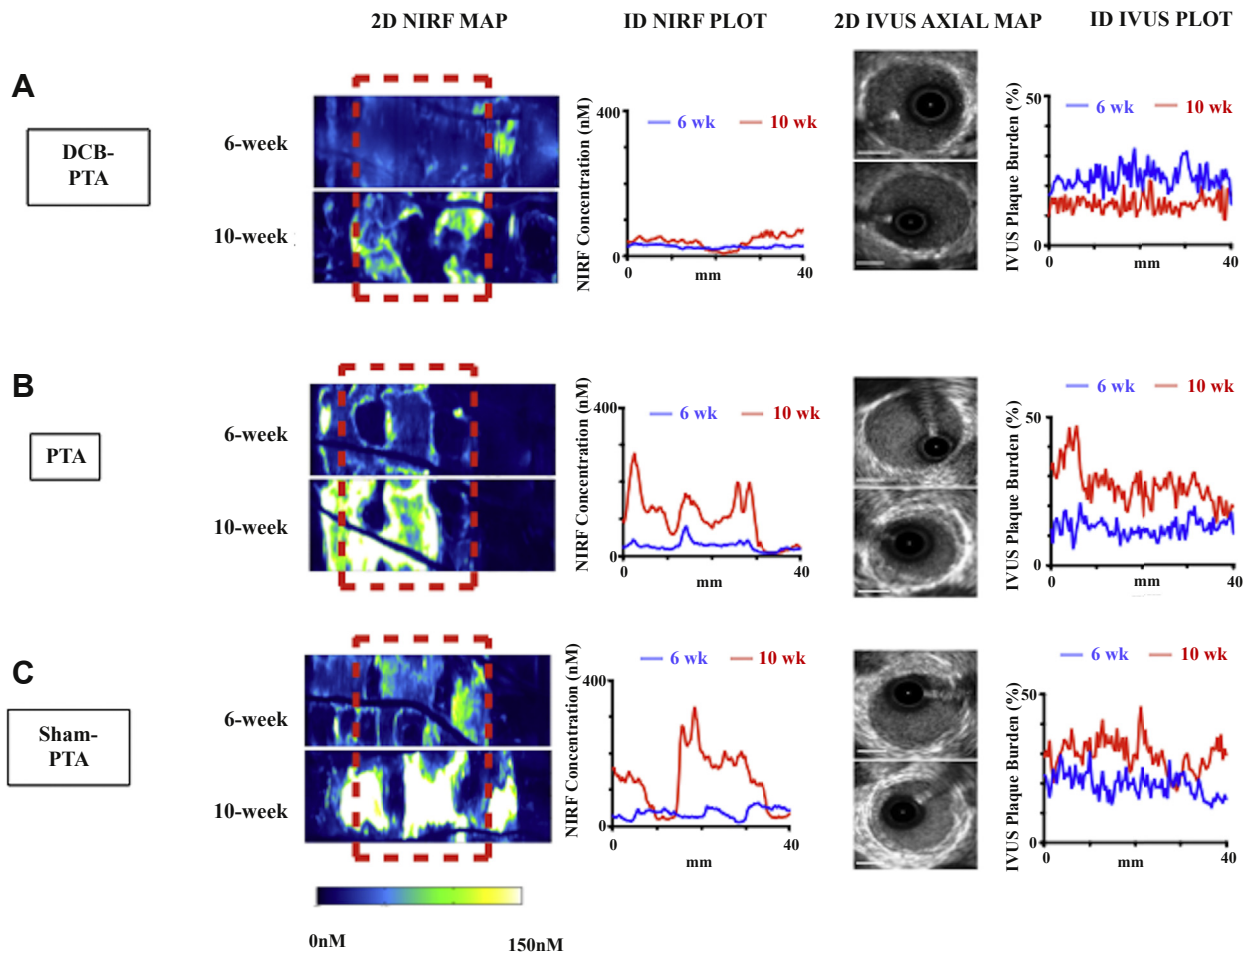 2D NIRF MAP
ID NIRF PLOT
2D IVUS AXIAL MAP
ID IVUS PLOT
A
DCB-
PTA
6-week
10-week
NIRF Concentration (nM)
400
0
6 wk
10 wk
0
mm
40
IVUS Plaque Burden (%)
50
0
6 wk
10 wk
0
mm
40
B
PTA
6-week
10-week
NIRF Concentration (nM)
400
0
6 wk
10 wk
0
mm
40
IVUS Plaque Burden (%)
50
0
6 wk
10 wk
0
mm
40
C
Sham-
PTA
6-week
10-week
NIRF Concentration (nM)
400
0
6 wk
10 wk
0
mm
40
IVUS Plaque Burden (%)
50
0
6 wk
10 wk
0
mm
40
0nM
150nM